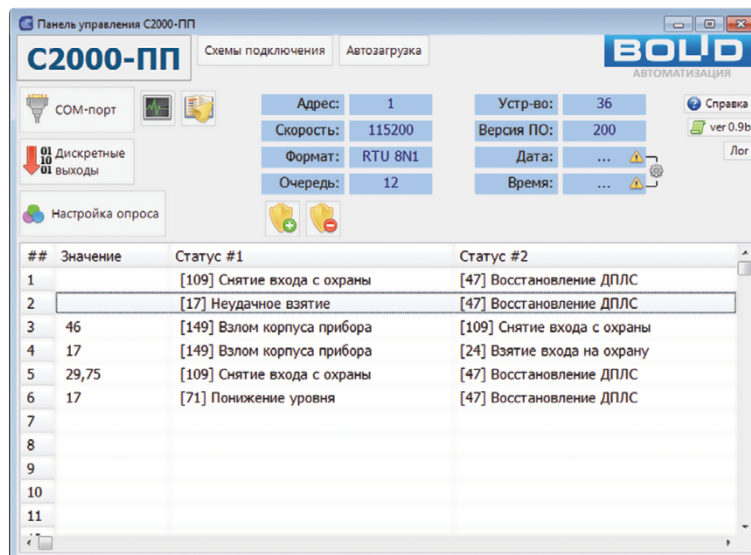 Панель управления С2000-ПП
С2000-ПП
Схемы подключения
Автозагрузка
BOLID
АВТОМАТИЗАЦИЯ
COM-порт
Адрес: 1
Устр-во: 36
Справка
Скорость: 115200
Версия ПО: 200
ver 0.9b
01 10 01 Дискретные выходы
Формат: RTU 8N1
Дата: ...
Лог
Очередь: 12
Время: ...
Настройка опроса
## Значение Статус #1 Статус #2
1 [109] Снятие входа с охраны [47] Восстановление ДПЛС
2 [17] Неудачное взятие [47] Восстановление ДПЛС
3 46 [149] Взлом корпуса прибора [109] Снятие входа с охраны
4 17 [149] Взлом корпуса прибора [24] Взятие входа на охрану
5 29,75 [109] Снятие входа с охраны [47] Восстановление ДПЛС
6 17 [71] Понижение уровня [47] Восстановление ДПЛС
7
8
9
10
11